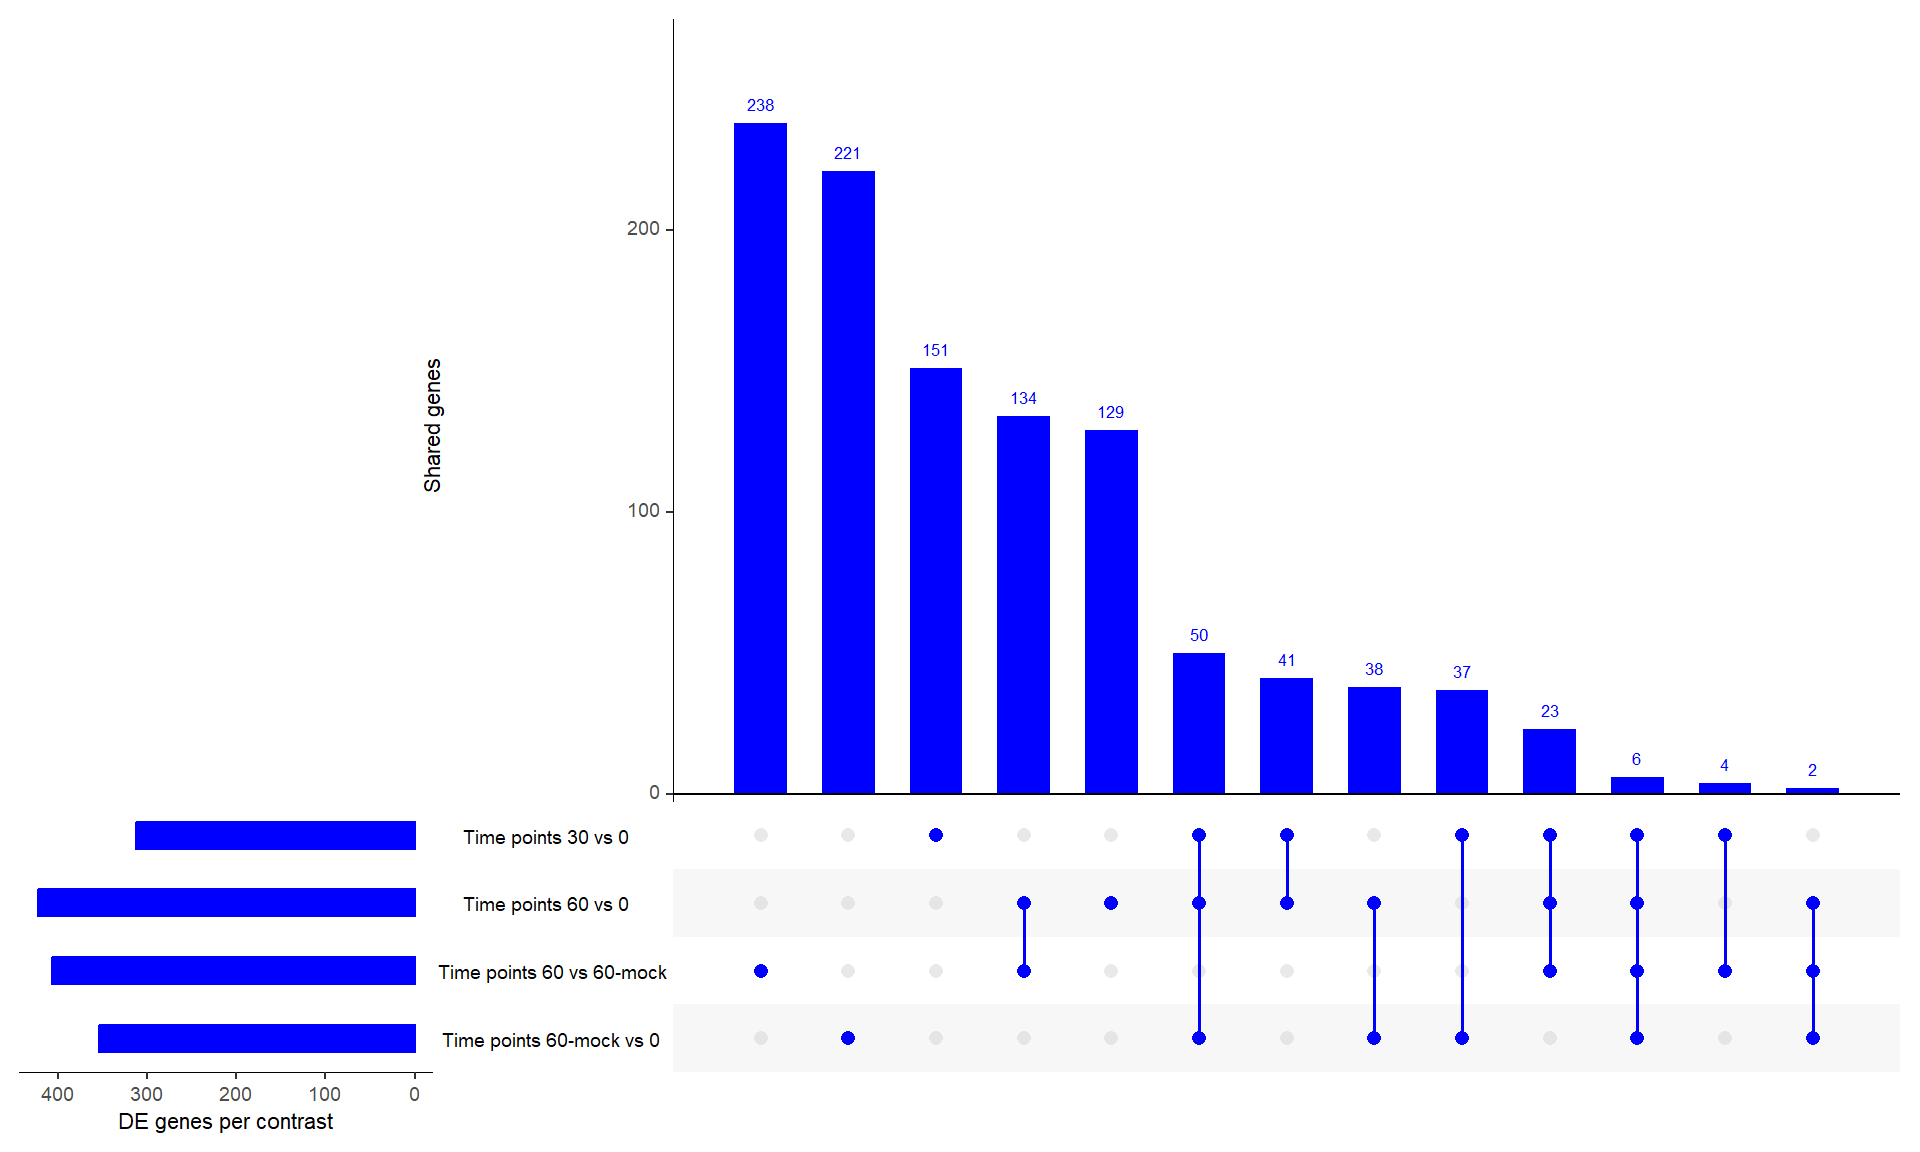 238
221
151
134
129
50
41
38
37
23
6
4
2
200
100
0
Shared genes
Time points 30 vs 0
Time points 60 vs 0
Time points 60 vs 60-mock
Time points 60-mock vs 0
400 300 200 100 0
DE genes per contrast